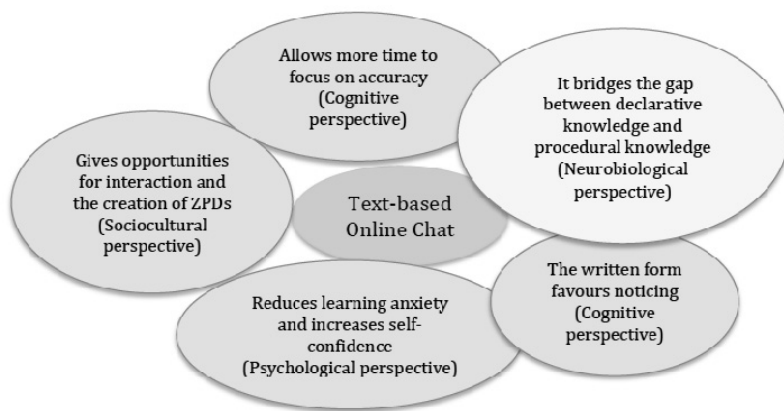 Allows more time to
focus on accuracy
(Cognitive
perspective)
It bridges the gap
between declarative
knowledge and
procedural knowledge
(Neurobiological
perspective)
Gives opportunities
for interaction and
the creation of ZPDs
(Sociocultural
perspective)
Text-based
Online Chat
The written form
favours noticing
(Cognitive
perspective)
Reduces learning anxiety
and increases self-
confidence
(Psychological perspective)